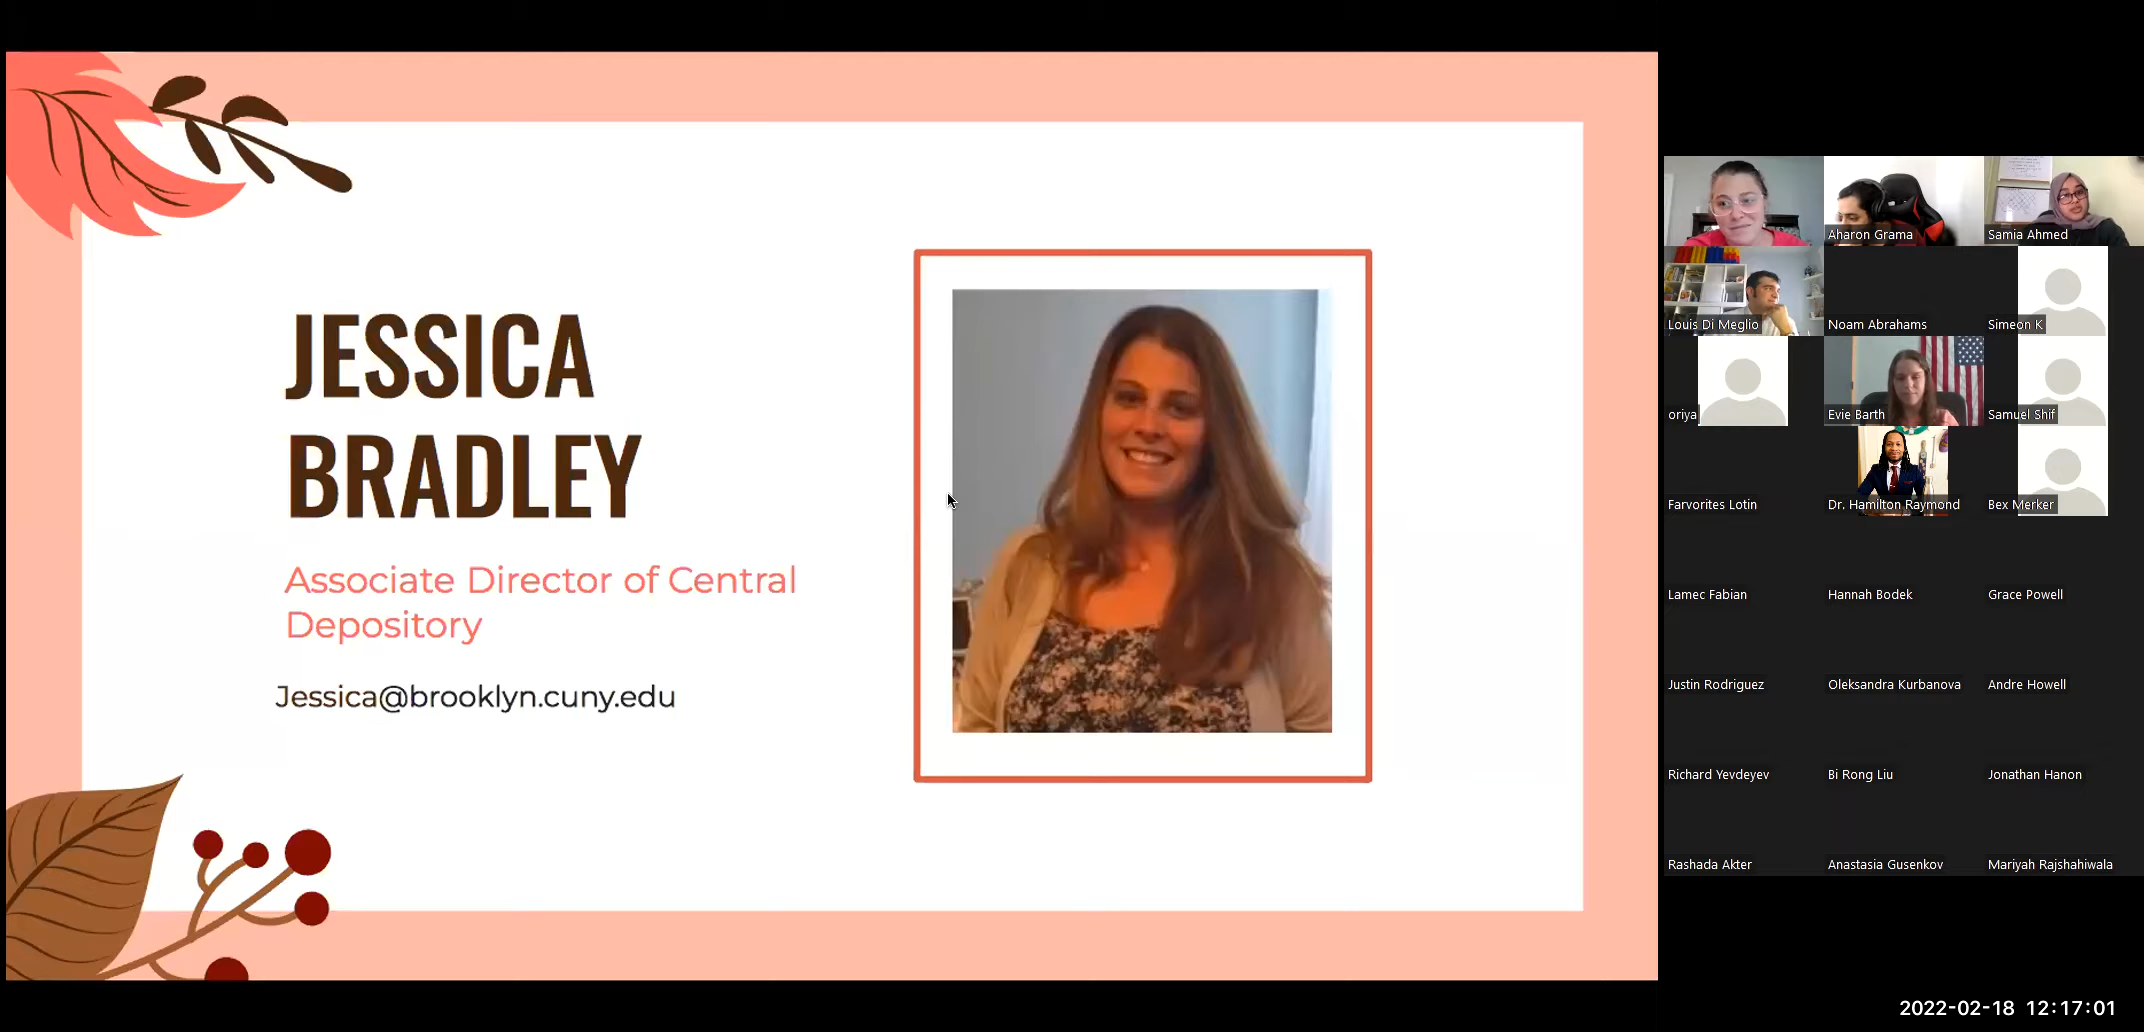 JESSICA
BRADLEY
Associate Director of Central
Depository
Jessica@brooklyn.cuny.edu
Aharon Grama
Samia Ahmed
Louis Di Meglio
Noam Abrahams
Simeon K
oriya
Evie Barth
Samuel Shif
Farvorites Lotin
Dr. Hamilton Raymond
Bex Merker
Lamec Fabian
Hannah Bodek
Grace Powell
Justin Rodriguez
Oleksandra Kurbanova
Andre Howell
Richard Yevdeyev
Bi Rong Liu
Jonathan Hanon
Rashada Akter
Anastasia Gusenkov
Mariyah Rajshahiwala
2022-02-18 12:17:01